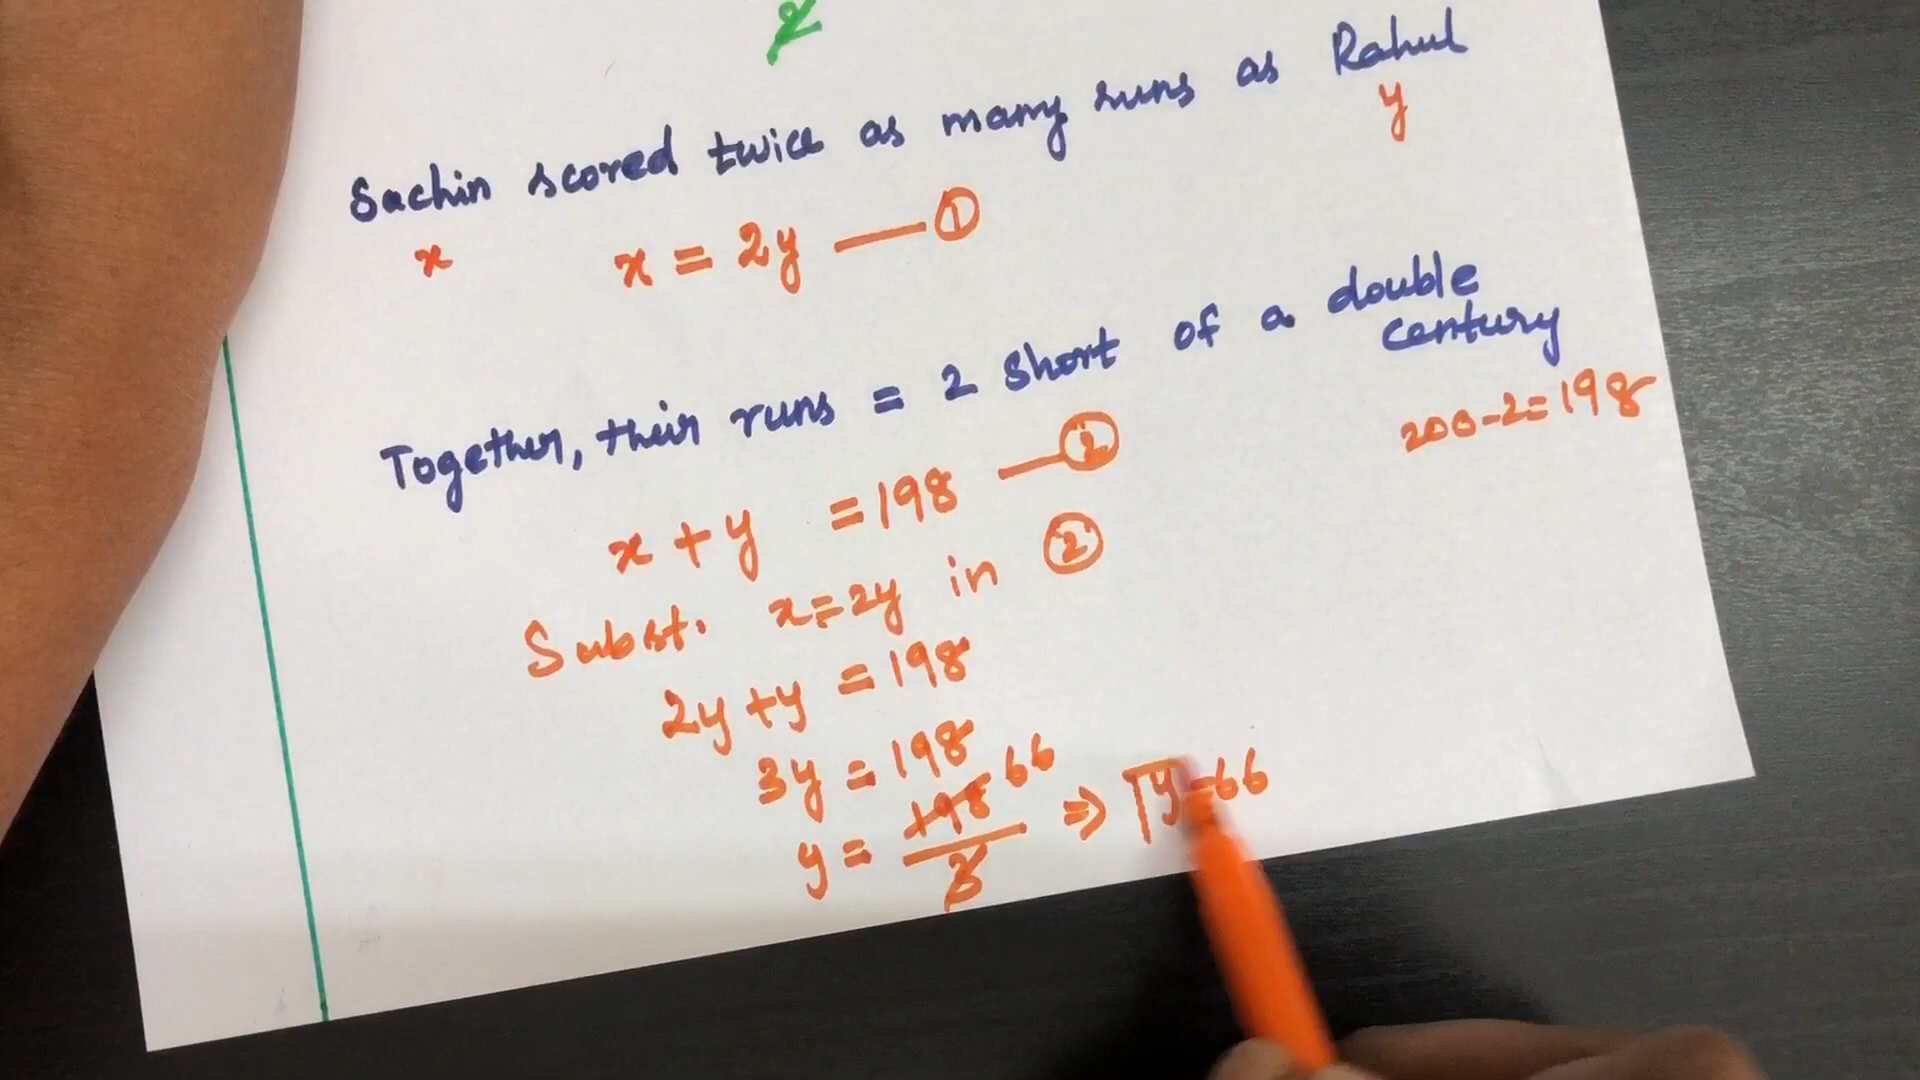 2
Sachin scored twice as many runs as Rahul
x y
x = 2y — ①
Together, their runs = 2 short of a double
century
200-2=198
x + y = 198 — ②
Subst. x=2y in ②
2y + y = 198
3y = 198
y = 198/3 66 ⇒ y=66